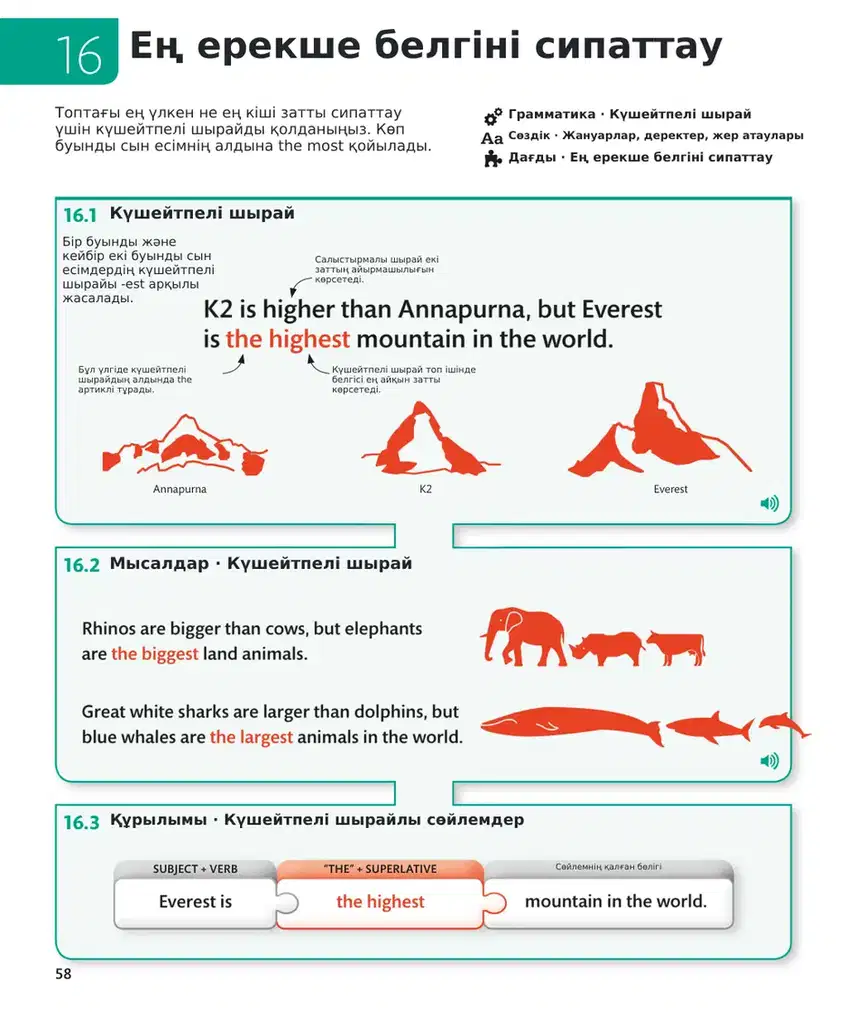 16
Ең ерекше белгіні сипаттау
Топтағы ең үлкен не ең кіші затты сипаттау
үшін күшейтпелі шырайды қолданыңыз. Көп
буынды сын есімнің алдына the most қойылады.
Грамматика · Күшейтпелі шырай
Aa Сөздік · Жануарлар, деректер, жер атаулары
Дағды · Ең ерекше белгіні сипаттау
16.1 Күшейтпелі шырай
Бір буынды және
кейбір екі буынды сын
есімдердің күшейтпелі
шырайы -est арқылы
жасалады.
Салыстырмалы шырай екі
заттың айырмашылығын
көрсетеді.
K2 is higher than Annapurna, but Everest
is the highest mountain in the world.
Бұл үлгіде күшейтпелі
шырайдың алдында the
артиклі тұрады.
Күшейтпелі шырай топ ішінде
белгісі ең айқын затты
көрсетеді.
Annapurna
K2
Everest
16.2 Мысалдар · Күшейтпелі шырай
Rhinos are bigger than cows, but elephants
are the biggest land animals.
Great white sharks are larger than dolphins, but
blue whales are the largest animals in the world.
16.3 Құрылымы · Күшейтпелі шырайлы сөйлемдер
SUBJECT + VERB
"THE" + SUPERLATIVE
Сөйлемнің қалған бөлігі
Everest is
the highest
mountain in the world.
58